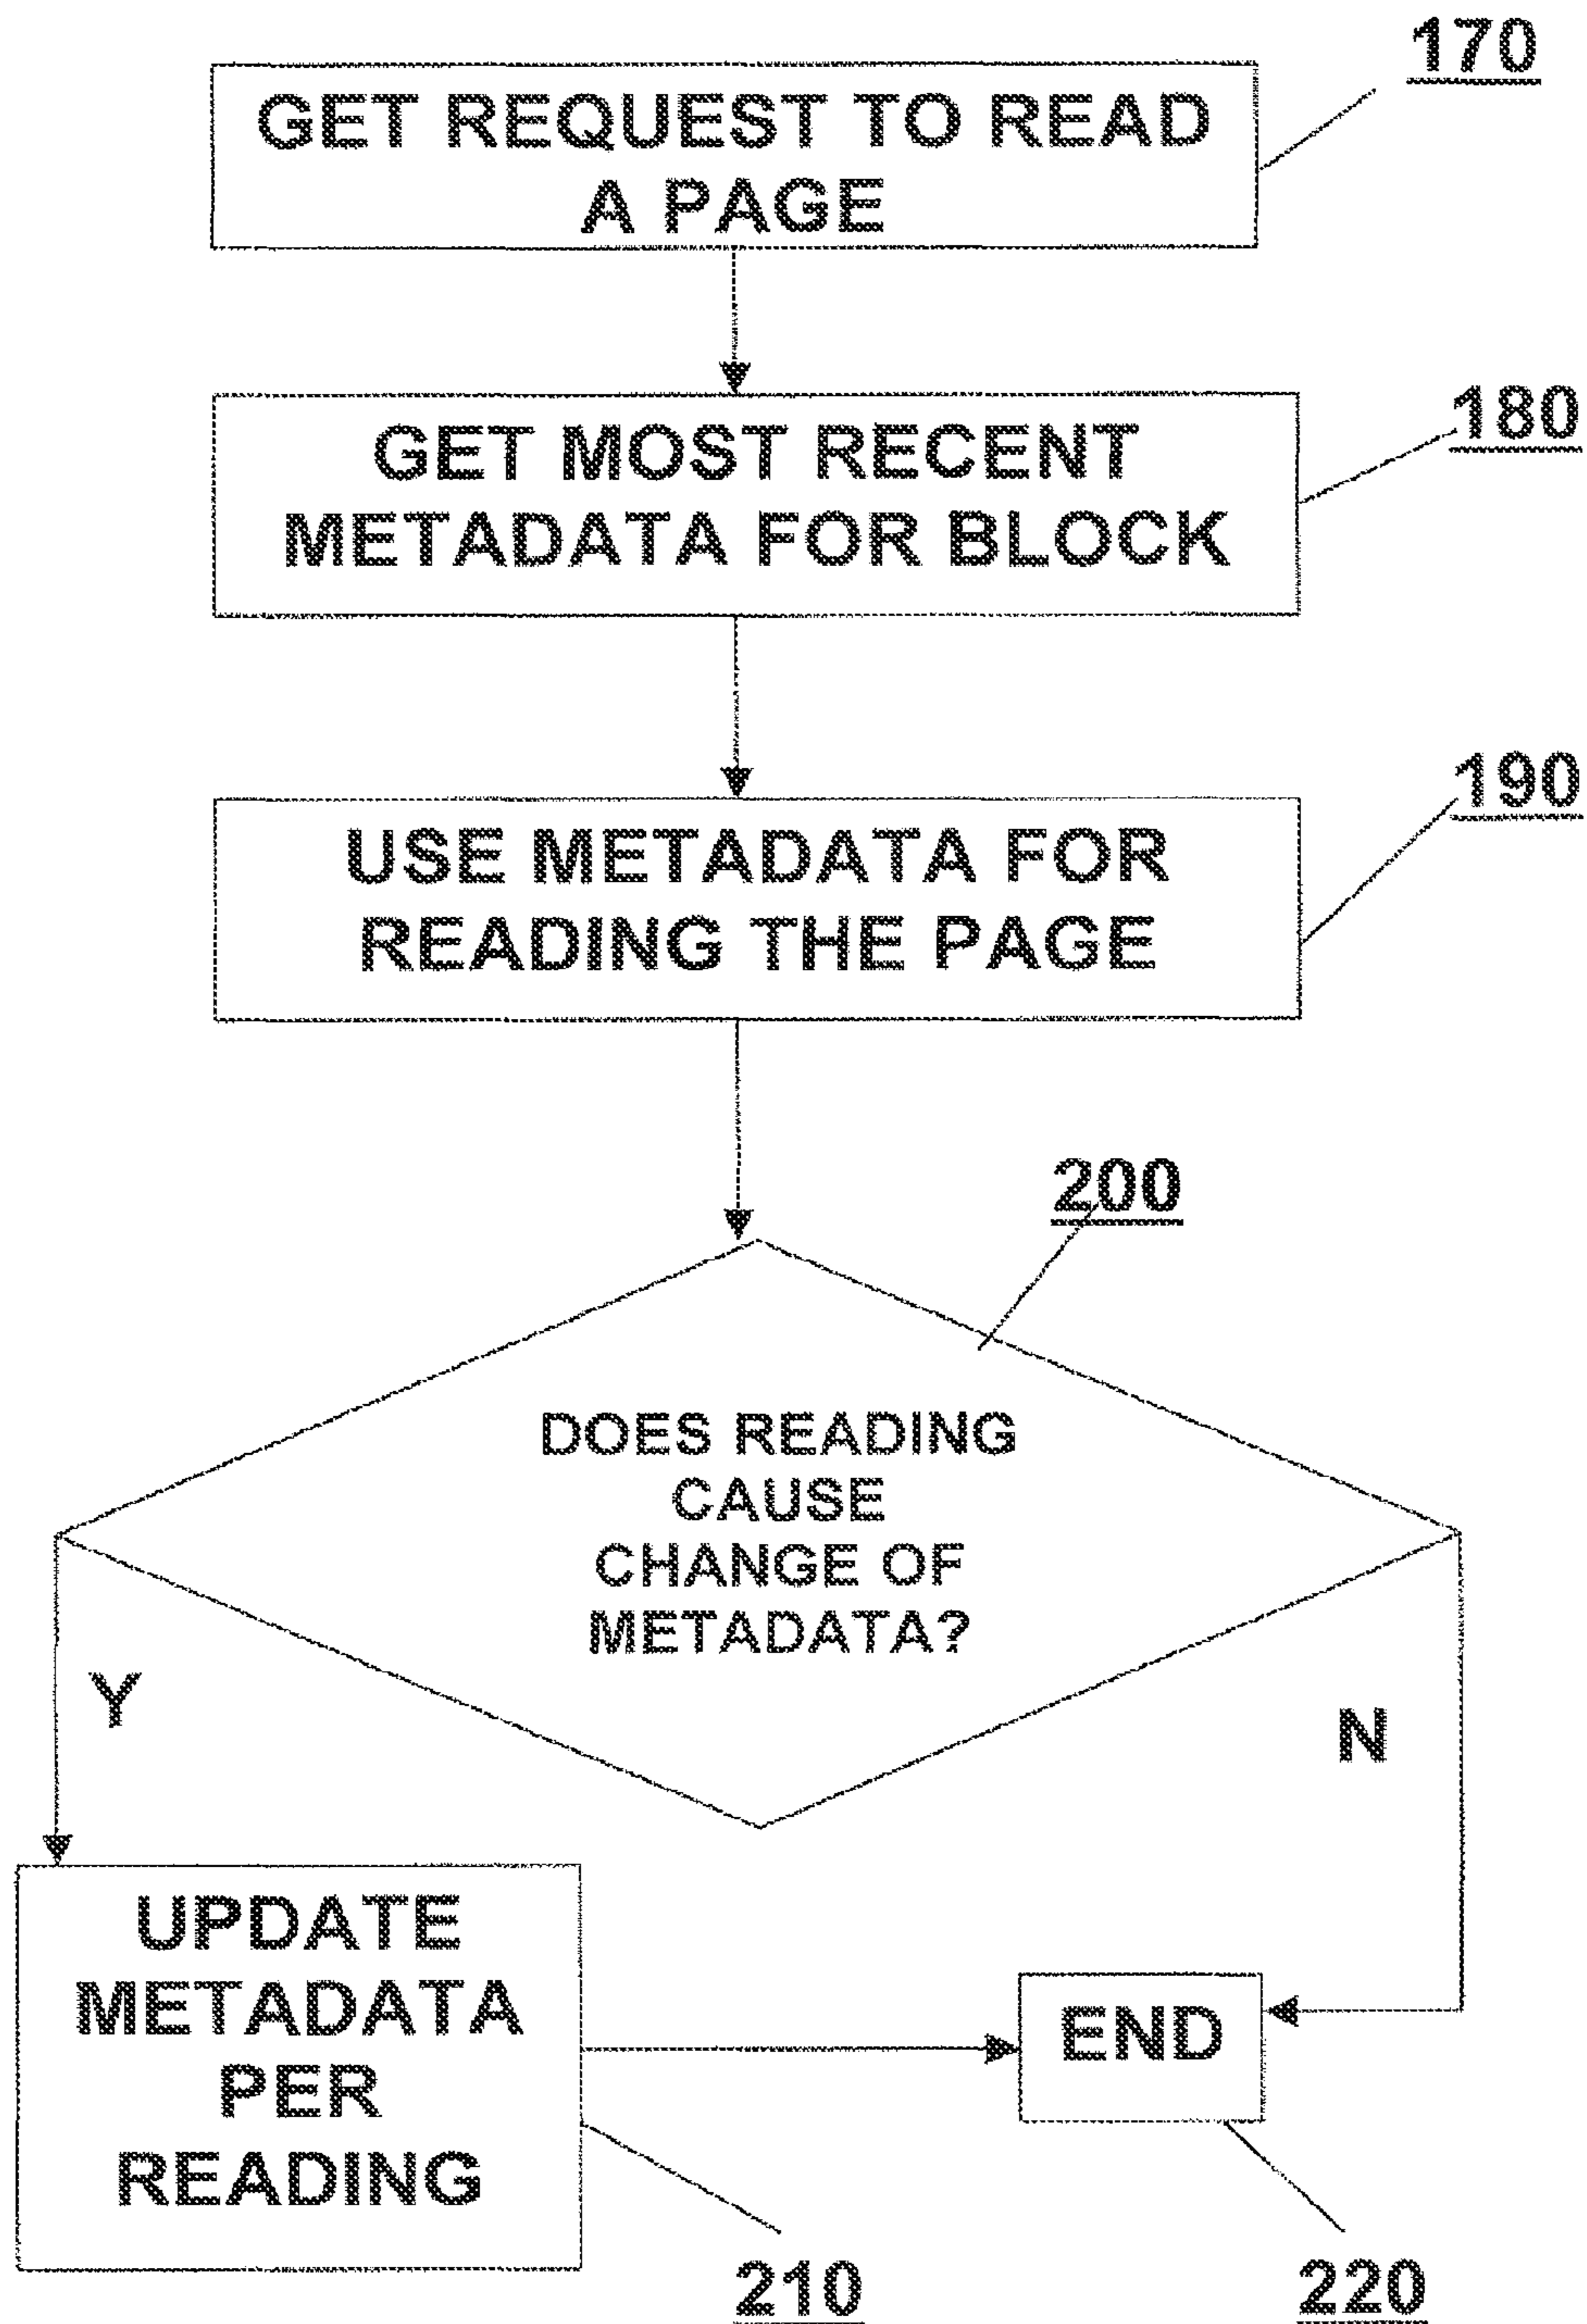 170
GET REQUEST TO READ
A PAGE
180
GET MOST RECENT
METADATA FOR BLOCK
190
USE METADATA FOR
READING THE PAGE
200
DOES READING
CAUSE
CHANGE OF
METADATA?
Y
N
UPDATE
METADATA
PER
READING
END
210
220